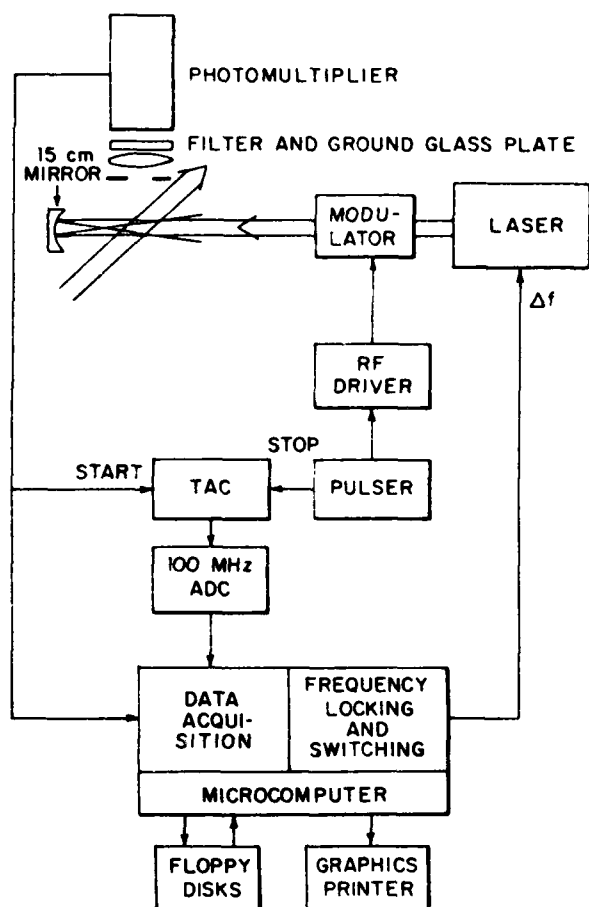 PHOTOMULTIPLIER
FILTER AND GROUND GLASS PLATE
15 cm
MIRROR
MODU-
LATOR
LASER
Δf
RF
DRIVER
STOP
START
TAC
PULSER
100 MHz
ADC
DATA
ACQUI-
SITION
FREQUENCY
LOCKING
AND
SWITCHING
MICROCOMPUTER
FLOPPY
DISKS
GRAPHICS
PRINTER